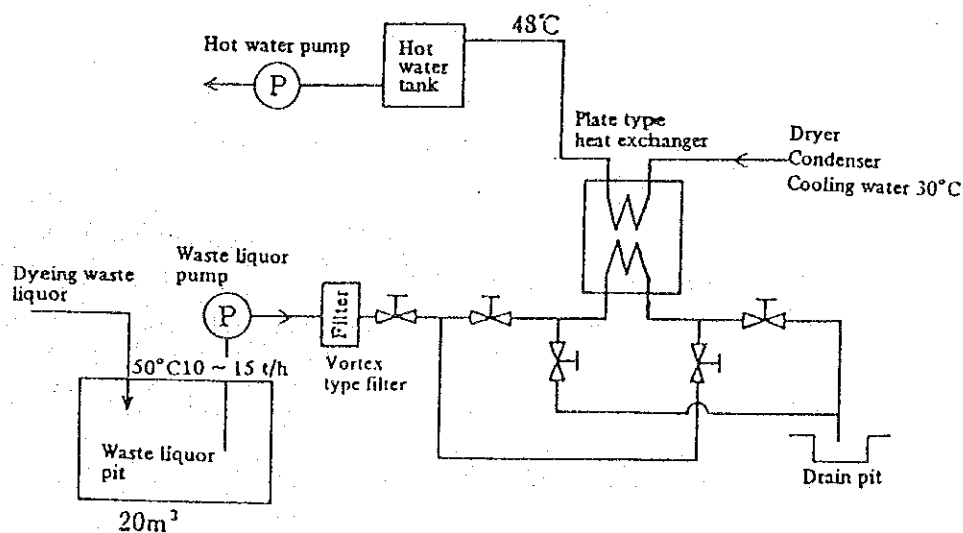 48°C
Hot water pump
P
Hot
water
tank
Plate type
heat exchanger
Dryer
Condenser
Cooling water 30°C
Waste liquor
pump
Dyeing waste
liquor
P
Filter
Vortex
type filter
50°C10 ~ 15 t/h
Waste liquor
pit
20m³
Drain pit